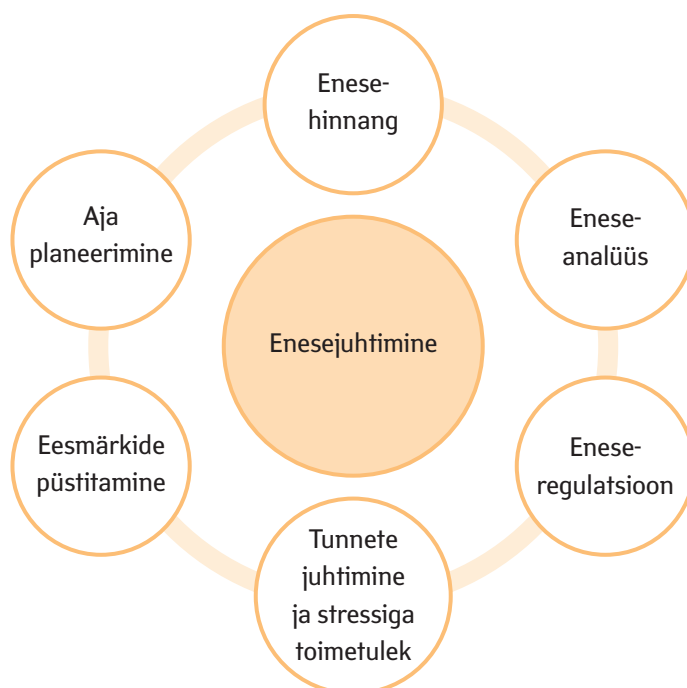 Enese-
hinnang
Enese-
analüüs
Enese-
regulatsioon
Tunnete
juhtimine
ja stressiga
toimetulek
Eesmärkide
püstitamine
Aja
planeerimine
Enesejuhtimine